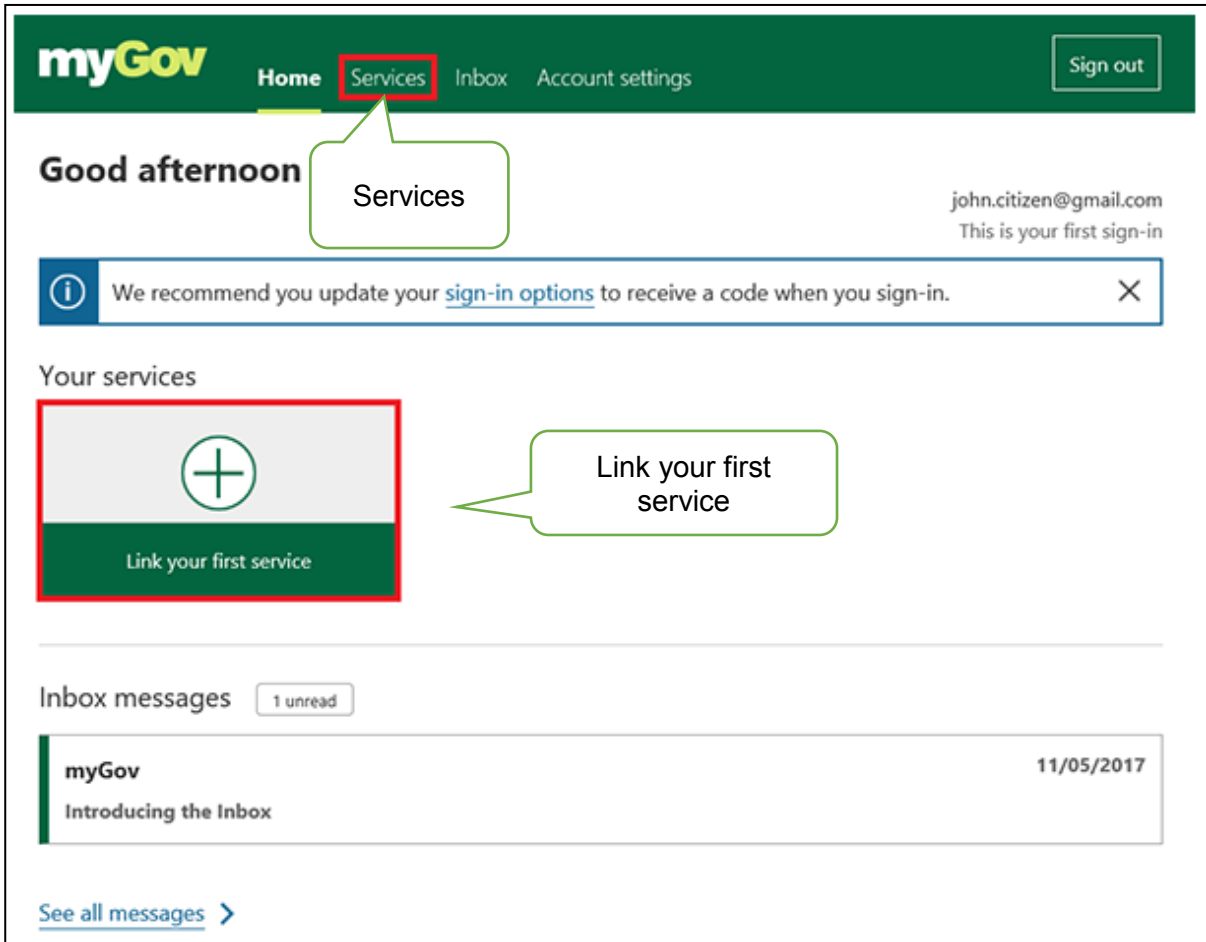 myGov
Home Services Inbox Account settings
Sign out
Good afternoon
Services
john.citizen@gmail.com
This is your first sign-in
We recommend you update your sign-in options to receive a code when you sign-in.
Your services
Link your first service
Link your first
service
Inbox messages 1 unread
myGov 11/05/2017
Introducing the Inbox
See all messages